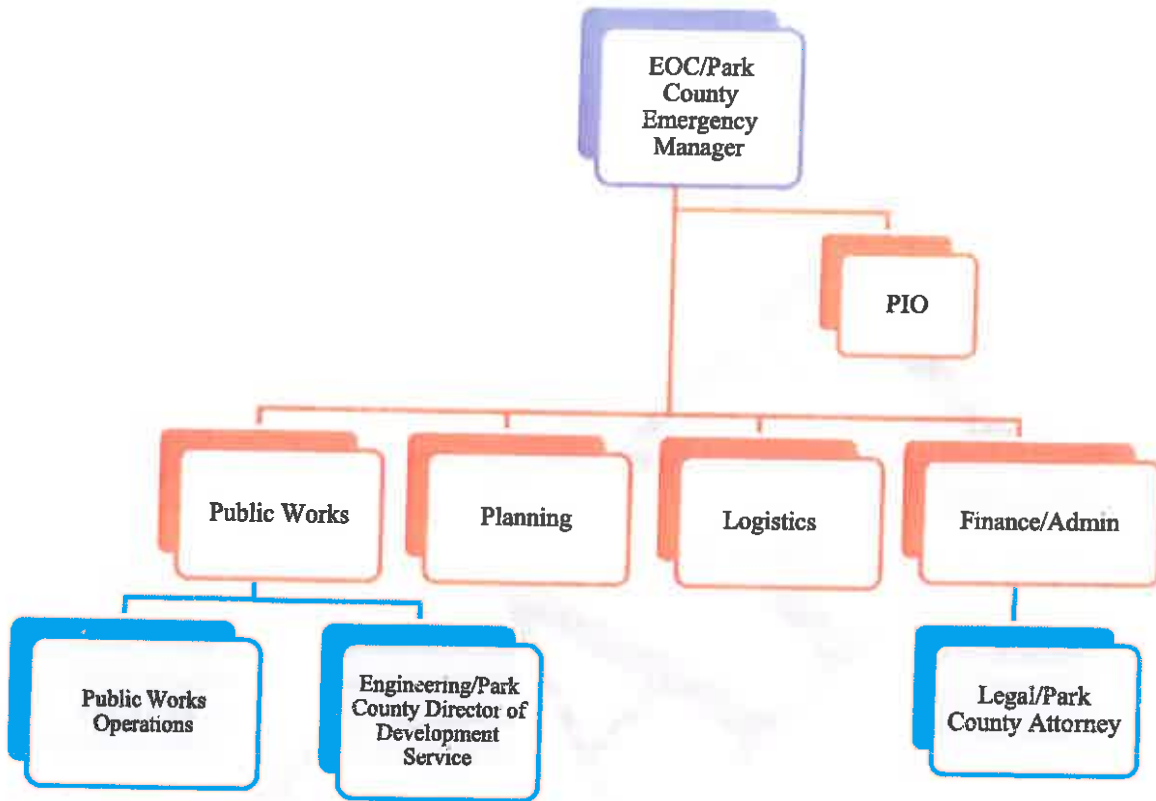 EOC/Park
County
Emergency
Manager
PIO
Public Works
Planning
Logistics
Finance/Admin
Public Works
Operations
Engineering/Park
County Director of
Development
Service
Legal/Park
County Attorney